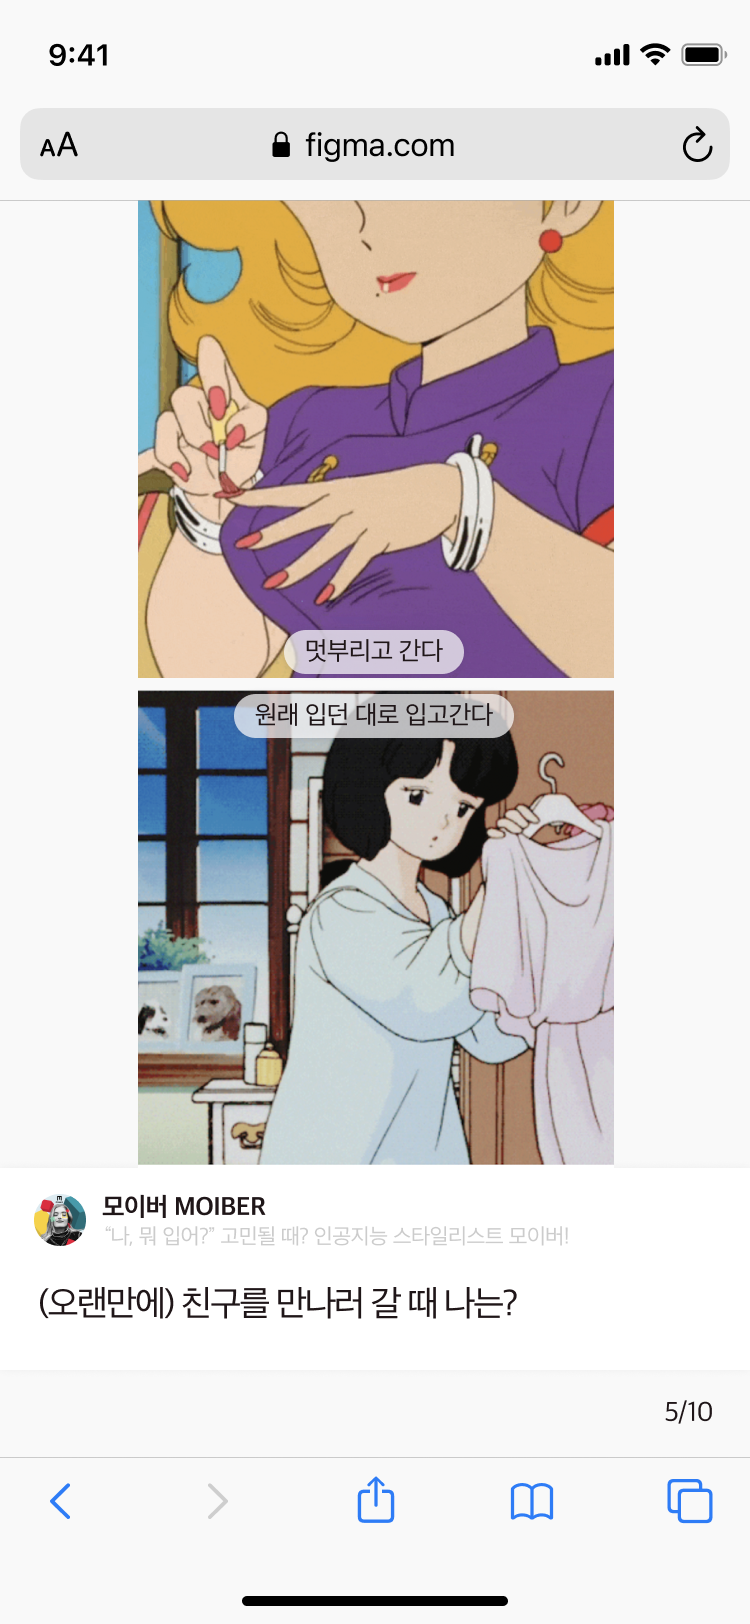 9:41
AA
figma.com
멋부리고 간다
원래 입던 대로 입고간다
모이버 MOIBER
“나, 뭐 입어?” 고민될 때? 인공지능 스타일리스트 모이버!
(오랜만에) 친구를 만나러 갈 때 나는?
5/10